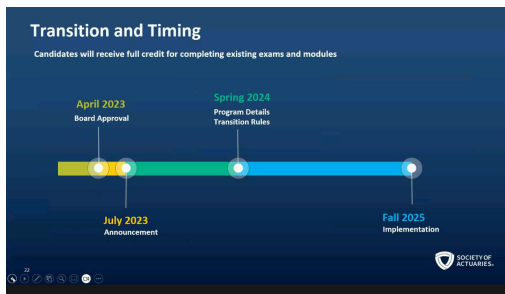 Transition and Timing
Candidates will receive full credit for completing existing exams and modules
April 2023
Board Approval
Spring 2024
Program Details
Transition Rules
July 2023
Announcement
Fall 2025
Implementation
SOCIETY OF
ACTUARIES®
22